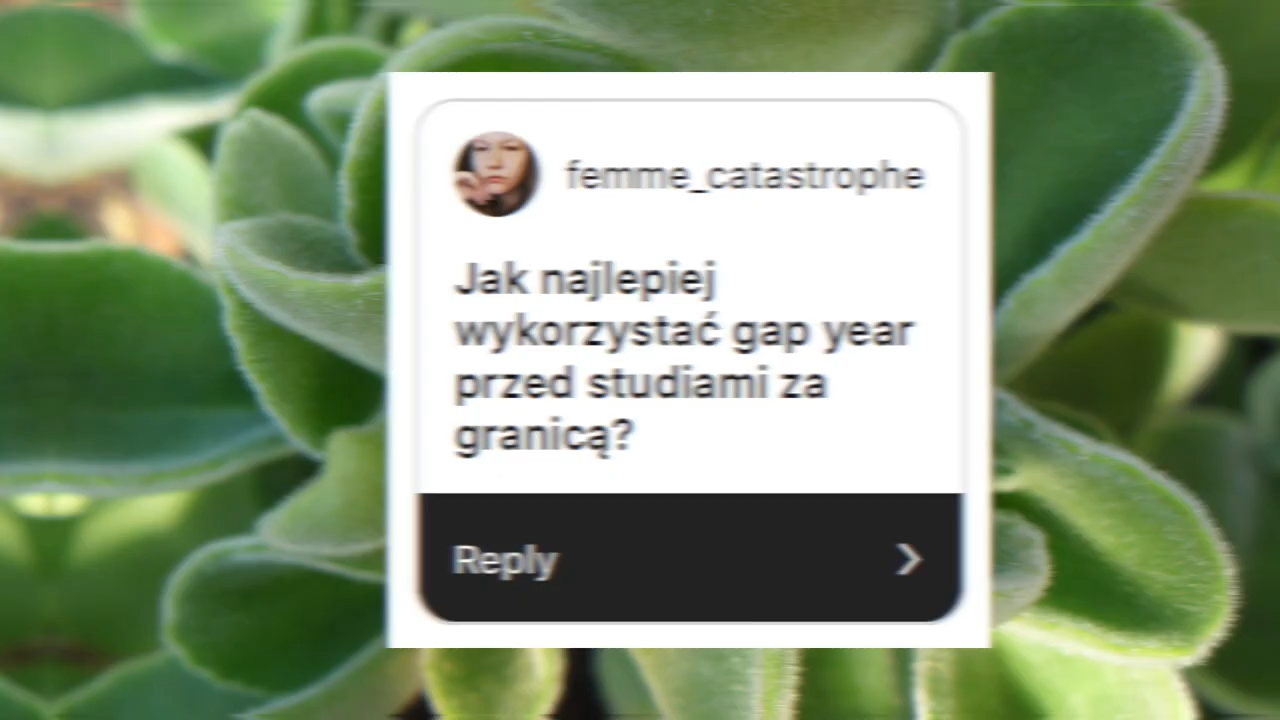 femme_catastrophe
Jak najlepiej
wykorzystać gap year
przed studiami za
granicą?
Reply